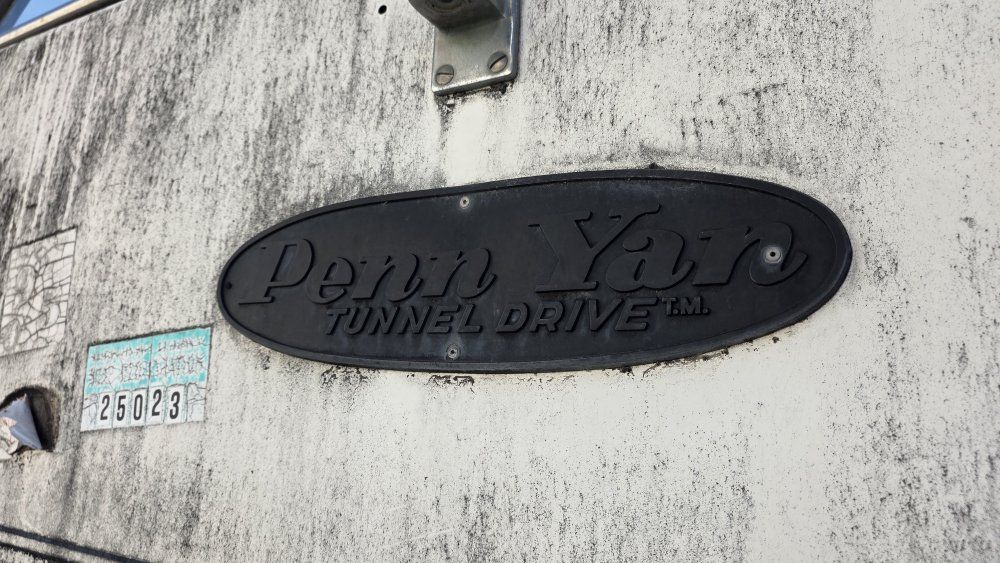 Penn Yan
TUNNEL DRIVE T.M.
25023